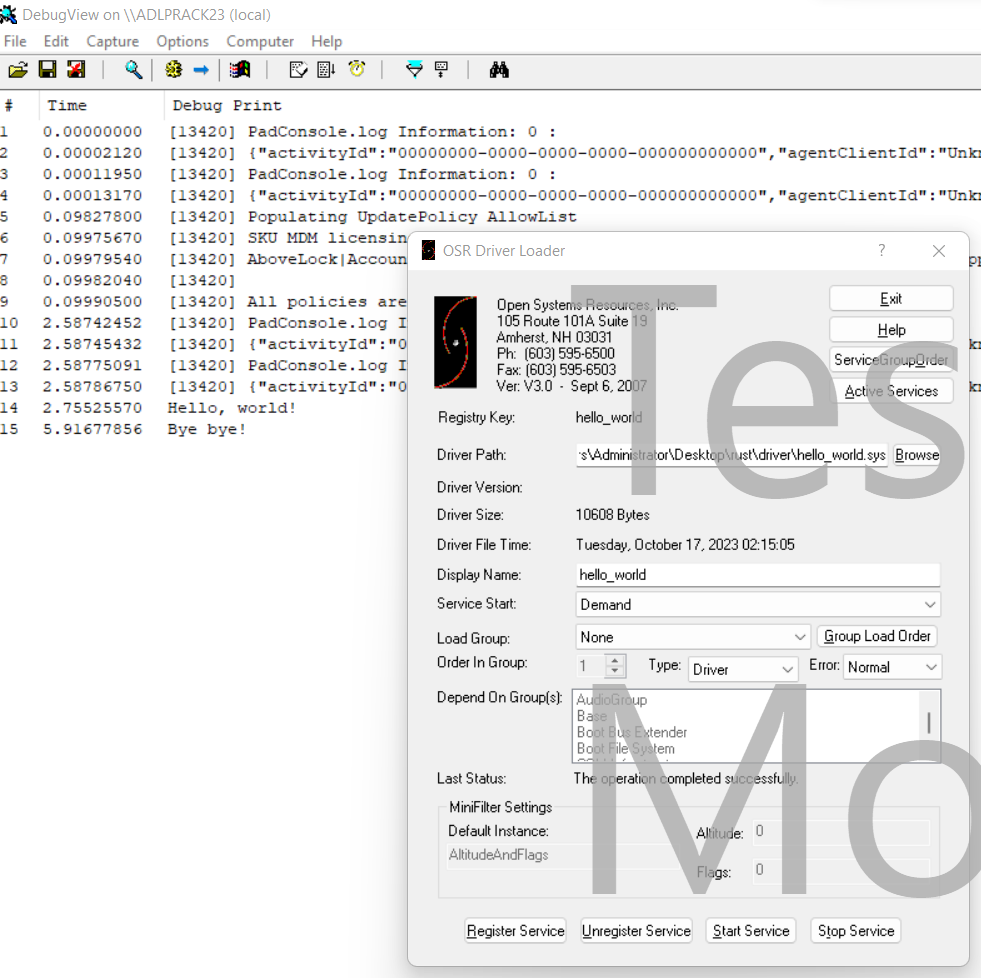 DebugView on \\ADLPRACK23 (local)
File Edit Capture Options Computer Help
# Time Debug Print
1 0.00000000 [13420] PadConsole.log Information: 0 :
2 0.00002120 [13420] {"activityId":"00000000-0000-0000-0000-000000000000","agentClientId":"Unkn
3 0.00011950 [13420] PadConsole.log Information: 0 :
4 0.00013170 [13420] {"activityId":"00000000-0000-0000-0000-000000000000","agentClientId":"Unkn
5 0.09827800 [13420] Populating UpdatePolicy AllowList
6 0.09975670 [13420] SKU MDM licensin
7 0.09979540 [13420] AboveLock|Accoun
8 0.09982040 [13420]
9 0.09990500 [13420] All policies are
10 2.58742452 [13420] PadConsole.log I
11 2.58745432 [13420] {"activityId":"0
12 2.58775091 [13420] PadConsole.log I
13 2.58786750 [13420] {"activityId":"0
14 2.75525570 Hello, world!
15 5.91677856 Bye bye!
OSR Driver Loader ?
Open Systems Resources, Inc.
105 Route 101A Suite 19
Amherst, NH 03031
Ph: (603) 595-6500
Fax: (603) 595-6503
Ver: V3.0 - Sept 6, 2007
Exit
Help
ServiceGroupOrder
Active Services
Registry Key: hello_world
Driver Path: s\Administrator\Desktop\rust\driver\hello_world.sys Browse
Driver Version:
Driver Size: 10608 Bytes
Driver File Time: Tuesday, October 17, 2023 02:15:05
Display Name: hello_world
Service Start: Demand
Load Group: None Group Load Order
Order In Group: 1 Type: Driver Error: Normal
Depend On Group(s): AudioGroup
Base
Boot Bus Extender
Boot File System
Last Status: The operation completed successfully.
MiniFilter Settings
Default Instance: Altitude: 0
AltitudeAndFlags
Flags: 0
Register Service Unregister Service Start Service Stop Service
Tes
Mo